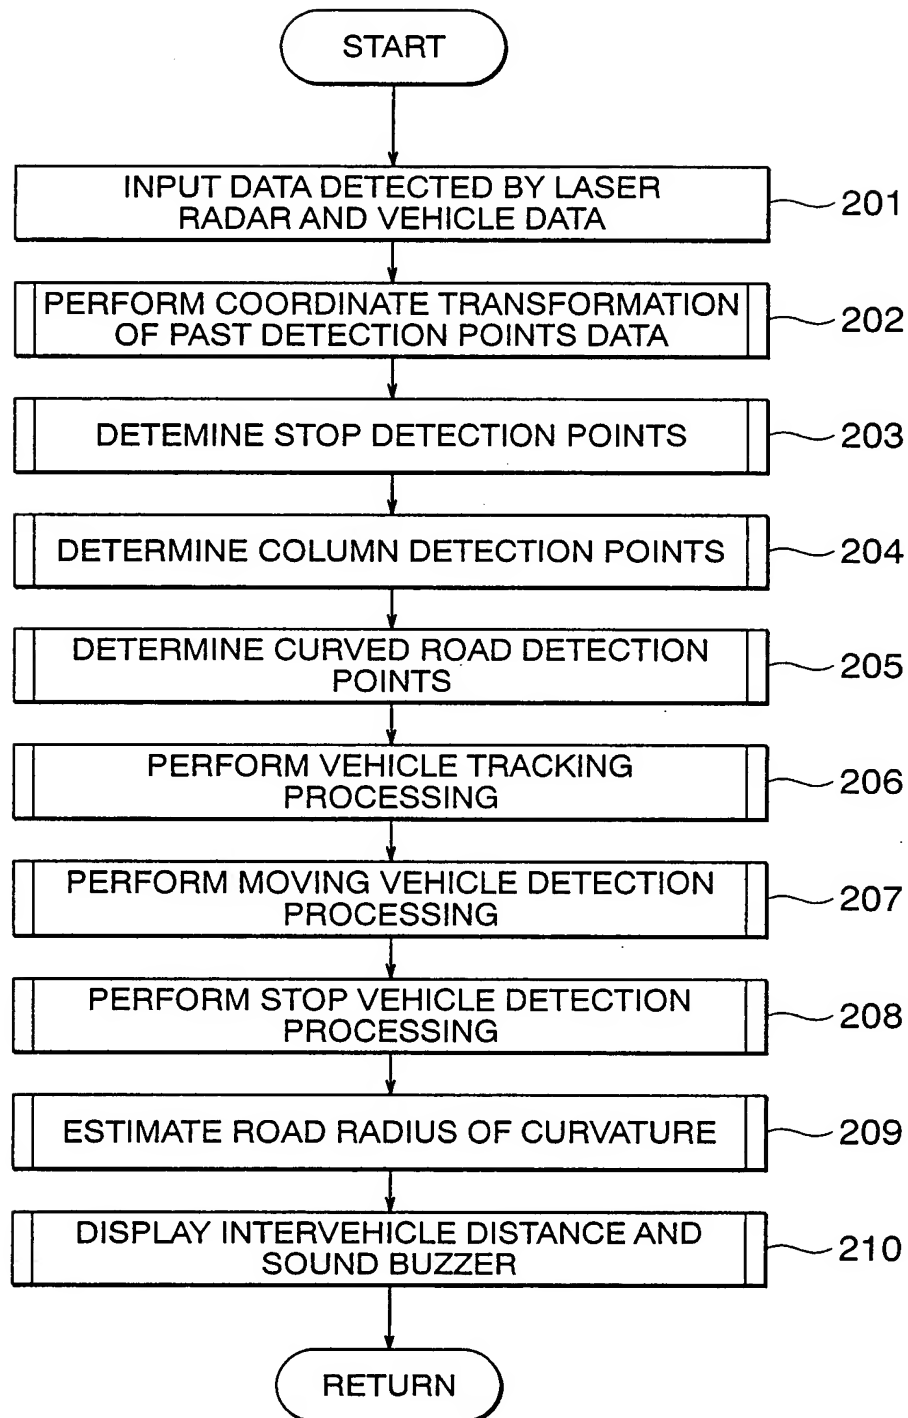 START
INPUT DATA DETECTED BY LASER
RADAR AND VEHICLE DATA
201
PERFORM COORDINATE TRANSFORMATION
OF PAST DETECTION POINTS DATA
202
DETEMINE STOP DETECTION POINTS
203
DETERMINE COLUMN DETECTION POINTS
204
DETERMINE CURVED ROAD DETECTION
POINTS
205
PERFORM VEHICLE TRACKING
PROCESSING
206
PERFORM MOVING VEHICLE DETECTION
PROCESSING
207
PERFORM STOP VEHICLE DETECTION
PROCESSING
208
ESTIMATE ROAD RADIUS OF CURVATURE
209
DISPLAY INTERVEHICLE DISTANCE AND
SOUND BUZZER
210
RETURN